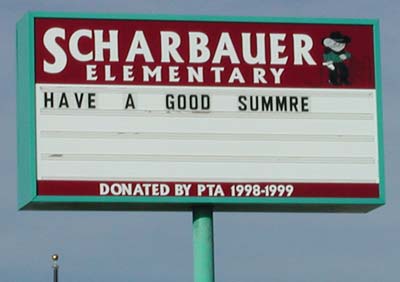 SCHARBAUER
ELEMENTARY
HAVE A GOOD SUMMRE
DONATED BY PTA 1998-1999